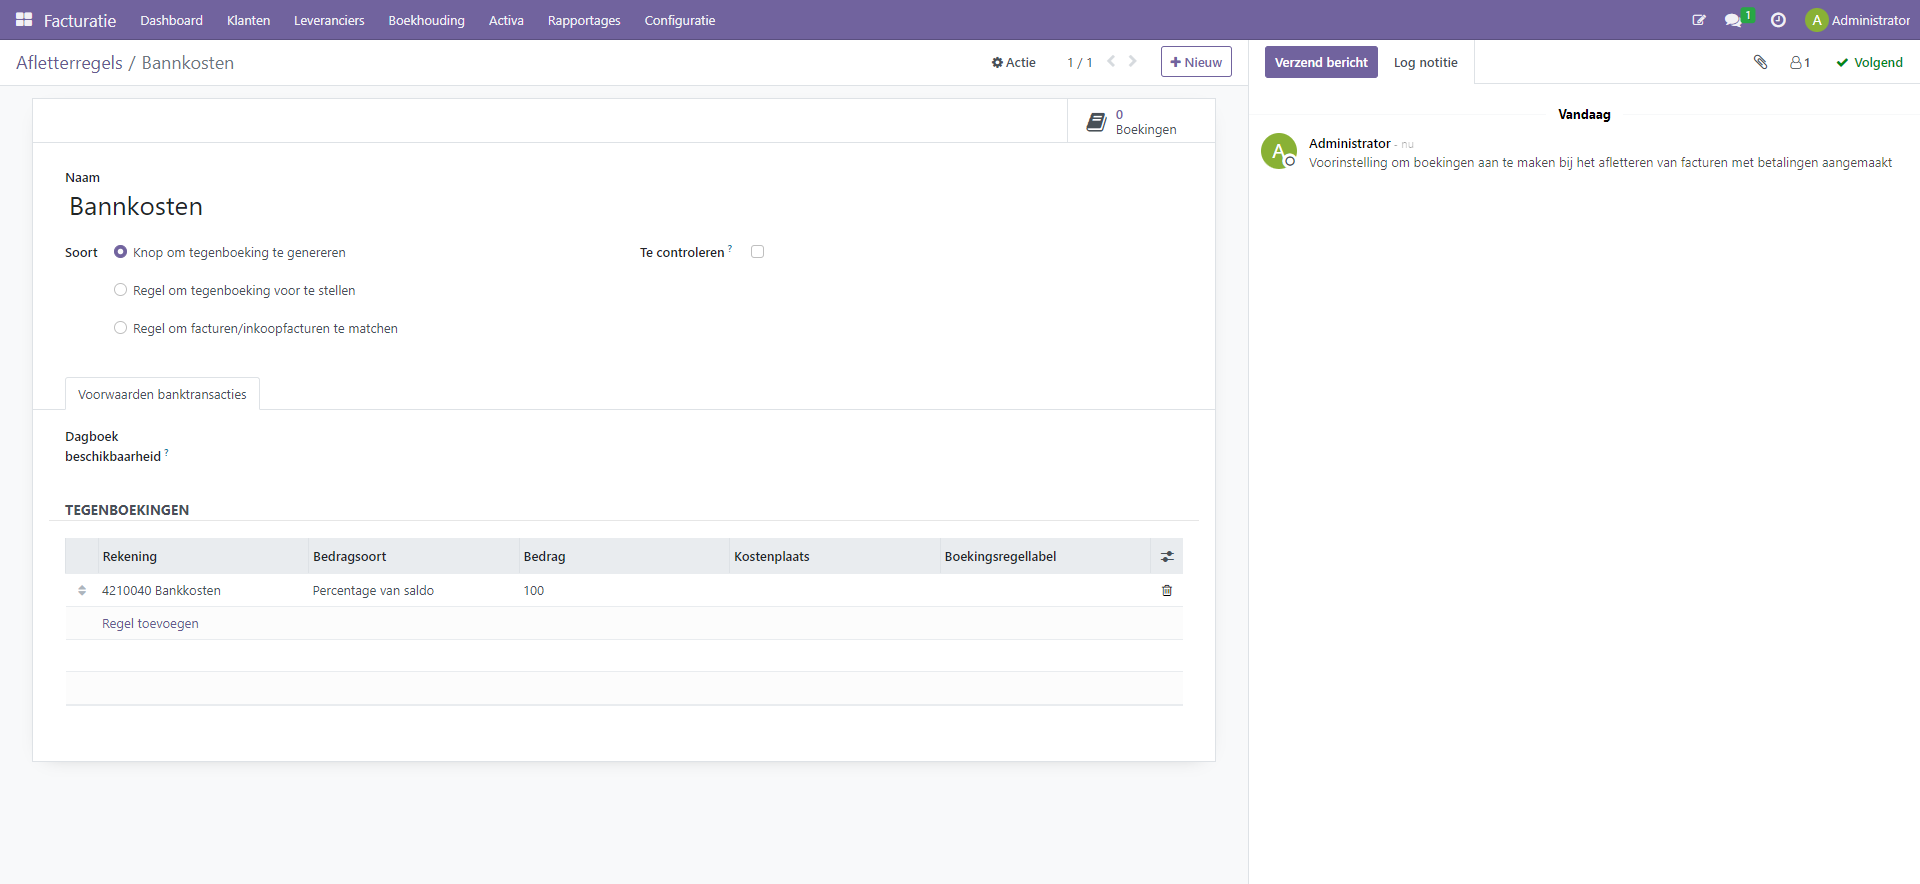 Facturatie Dashboard Klanten Leveranciers Boekhouding Activa Rapportages Configuratie 1 A Administrator
Afletterregels / Bannkosten Actie 1 / 1 Nieuw Verzend bericht Log notitie 1 Volgend
0
Boekingen
Vandaag
A Administrator - nu
Voorinstelling om boekingen aan te maken bij het afletteren van facturen met betalingen aangemaakt
Naam
Bannkosten
Soort Knop om tegenboeking te genereren Te controleren ?
Regel om tegenboeking voor te stellen
Regel om facturen/inkoopfacturen te matchen
Voorwaarden banktransacties
Dagboek
beschikbaarheid ?
TEGENBOEKINGEN
Rekening Bedragsoort Bedrag Kostenplaats Boekingsregellabel
4210040 Bankkosten Percentage van saldo 100
Regel toevoegen